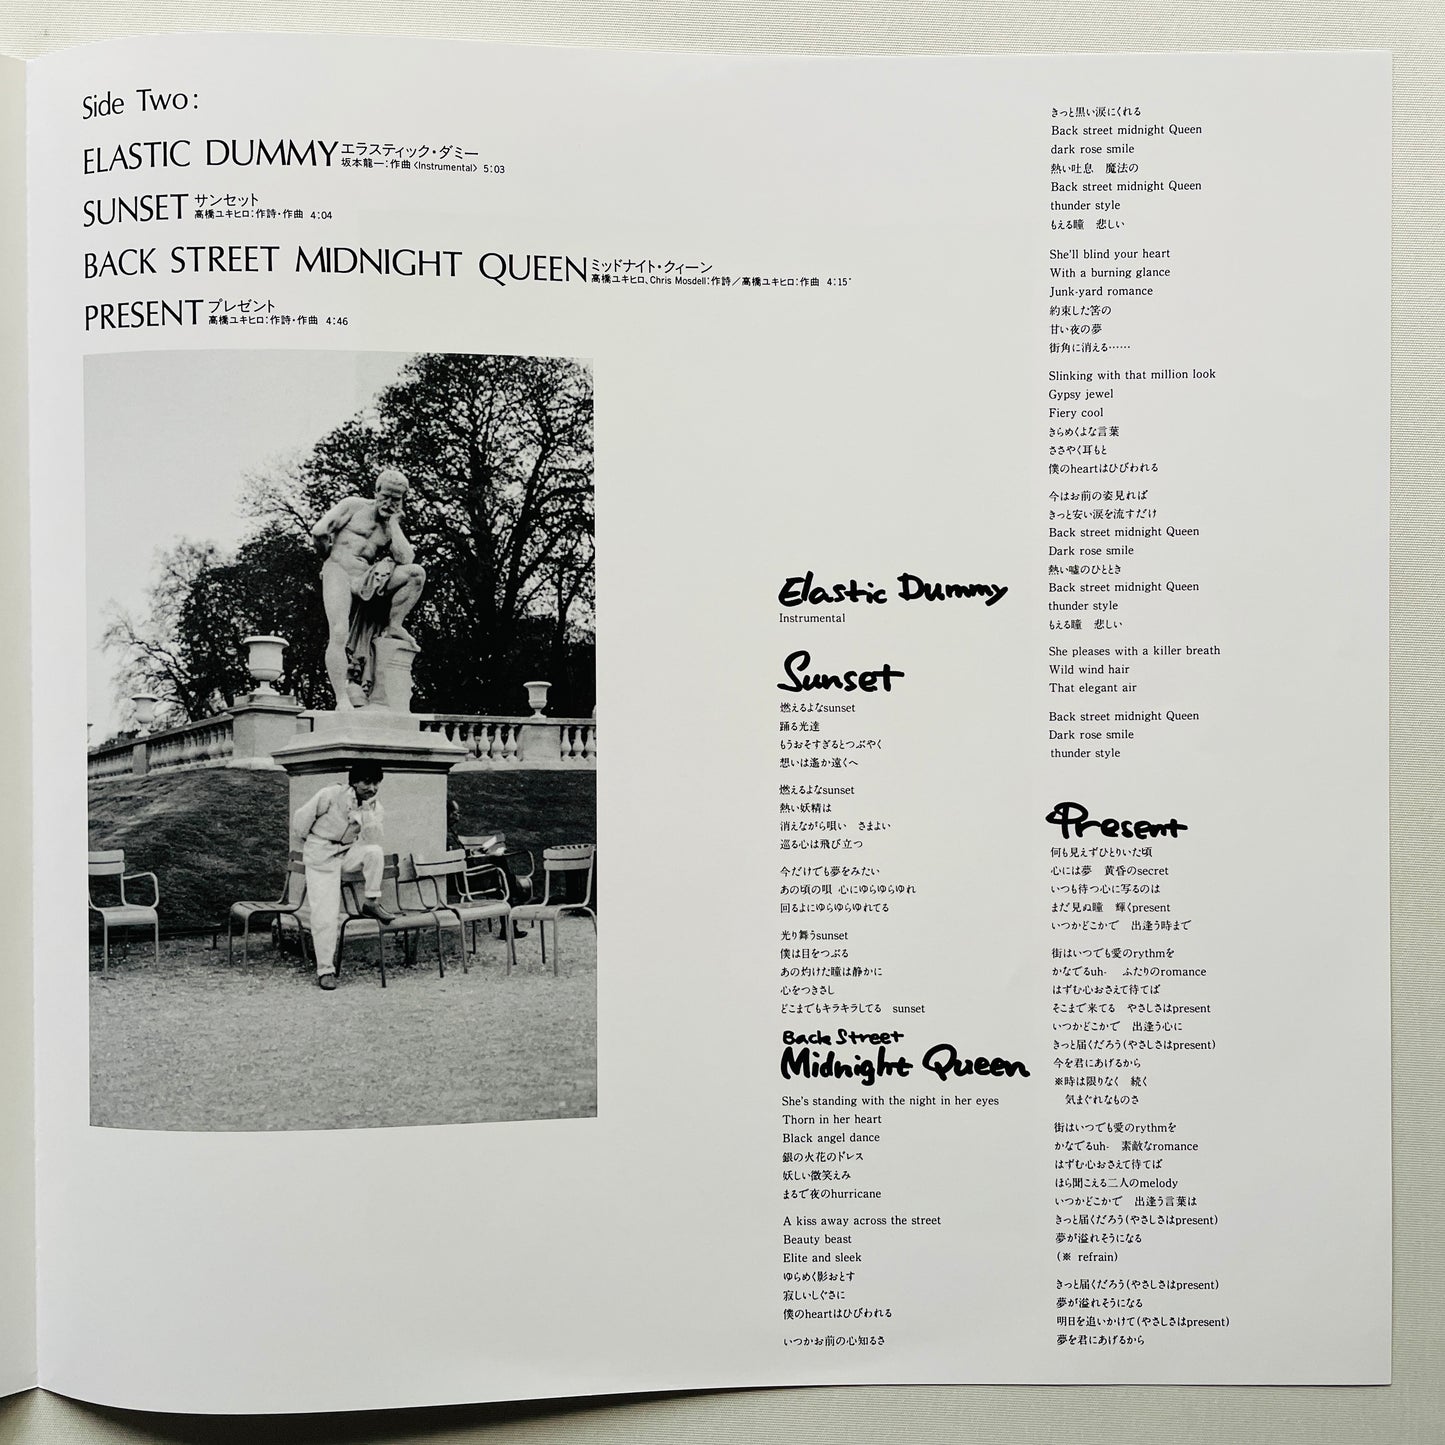 Side Two:
ELASTIC DUMMY エラスティック・ダミー
坂本龍一:作曲〈Instrumental〉 5:03
SUNSET サンセット
高橋ユキヒロ:作詩・作曲 4:04
BACK STREET MIDNIGHT QUEEN ミッドナイト・クィーン
高橋ユキヒロ、Chris Mosdell:作詩／高橋ユキヒロ:作曲 4:15"
PRESENT プレゼント
高橋ユキヒロ:作詩・作曲 4:46
Elastic Dummy
Instrumental
Sunset
燃えるよなsunset
踊る光達
もうおそすぎるとつぶやく
想いは遙か遠くへ
燃えるよなsunset
熱い妖精は
消えながら唄い　さまよい
巡る心は飛び立つ
今だけでも夢をみたい
あの頃の唄 心にゆらゆらゆれ
回るよにゆらゆらゆれてる
光り舞うsunset
僕は目をつぶる
あの灼けた瞳は静かに
心をつきさし
どこまでもキラキラしてる　sunset
Back Street
Midnight Queen
She's standing with the night in her eyes
Thorn in her heart
Black angel dance
銀の火花のドレス
妖しい微笑えみ
まるで夜のhurricane
A kiss away across the street
Beauty beast
Elite and sleek
ゆらめく影おとす
寂しいしぐさに
僕のheartはひびわれる
いつかお前の心知るさ
きっと黒い涙にくれる
Back street midnight Queen
dark rose smile
熱い吐息　魔法の
Back street midnight Queen
thunder style
もえる瞳　悲しい
She'll blind your heart
With a burning glance
Junk-yard romance
約束した筈の
甘い夜の夢
街角に消える……
Slinking with that million look
Gypsy jewel
Fiery cool
きらめくよな言葉
ささやく耳もと
僕のheartはひびわれる
今はお前の姿見れば
きっと安い涙を流すだけ
Back street midnight Queen
Dark rose smile
熱い嘘のひととき
Back street midnight Queen
thunder style
もえる瞳　悲しい
She pleases with a killer breath
Wild wind hair
That elegant air
Back street midnight Queen
Dark rose smile
thunder style
Present
何も見えずひとりいた頃
心には夢　黄昏のsecret
いつも待つ心に写るのは
まだ見ぬ瞳　輝くpresent
いつかどこかで　出逢う時まで
街はいつでも愛のrythmを
かなでるuh-　ふたりのromance
はずむ心おさえて待てば
そこまで来てる　やさしさはpresent
いつかどこかで　出逢う心に
きっと届くだろう(やさしさはpresent)
今を君にあげるから
※時は限りなく　続く
気まぐれなものさ
街はいつでも愛のrythmを
かなでるuh-　素敵なromance
はずむ心おさえて待てば
ほら聞こえる二人のmelody
いつかどこかで　出逢う言葉は
きっと届くだろう(やさしさはpresent)
夢が溢れそうになる
(※ refrain)
きっと届くだろう(やさしさはpresent)
夢が溢れそうになる
明日を追いかけて(やさしさはpresent)
夢を君にあげるから